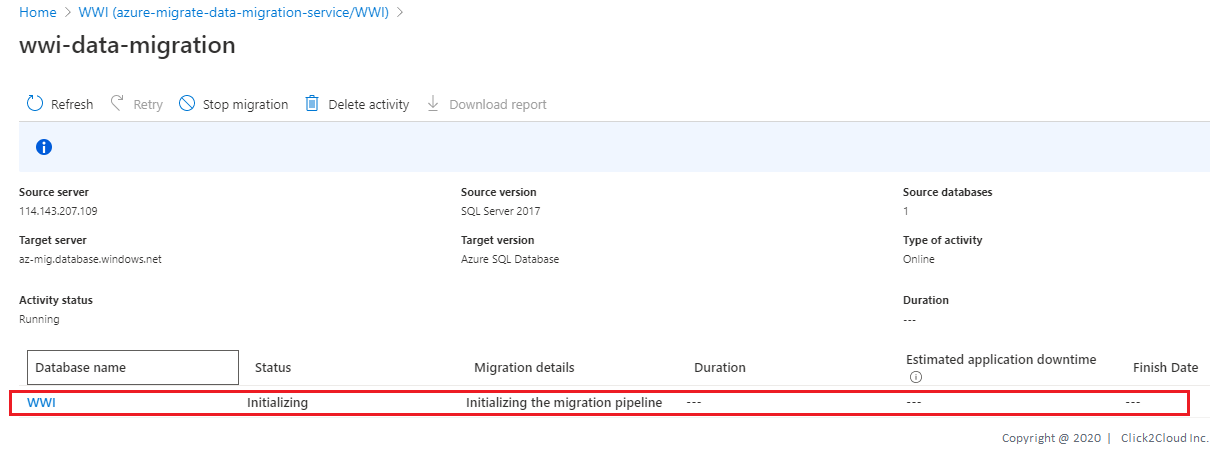 Home > WWI (azure-migrate-data-migration-service/WWI) >
wwi-data-migration
Refresh Retry Stop migration Delete activity Download report
Source server Source version Source databases
114.143.207.109 SQL Server 2017 1
Target server Target version Type of activity
az-mig.database.windows.net Azure SQL Database Online
Activity status Duration
Running ---
Database name Status Migration details Duration Estimated application downtime Finish Date
WWI Initializing Initializing the migration pipeline --- --- ---
Copyright @ 2020 | Click2Cloud Inc.